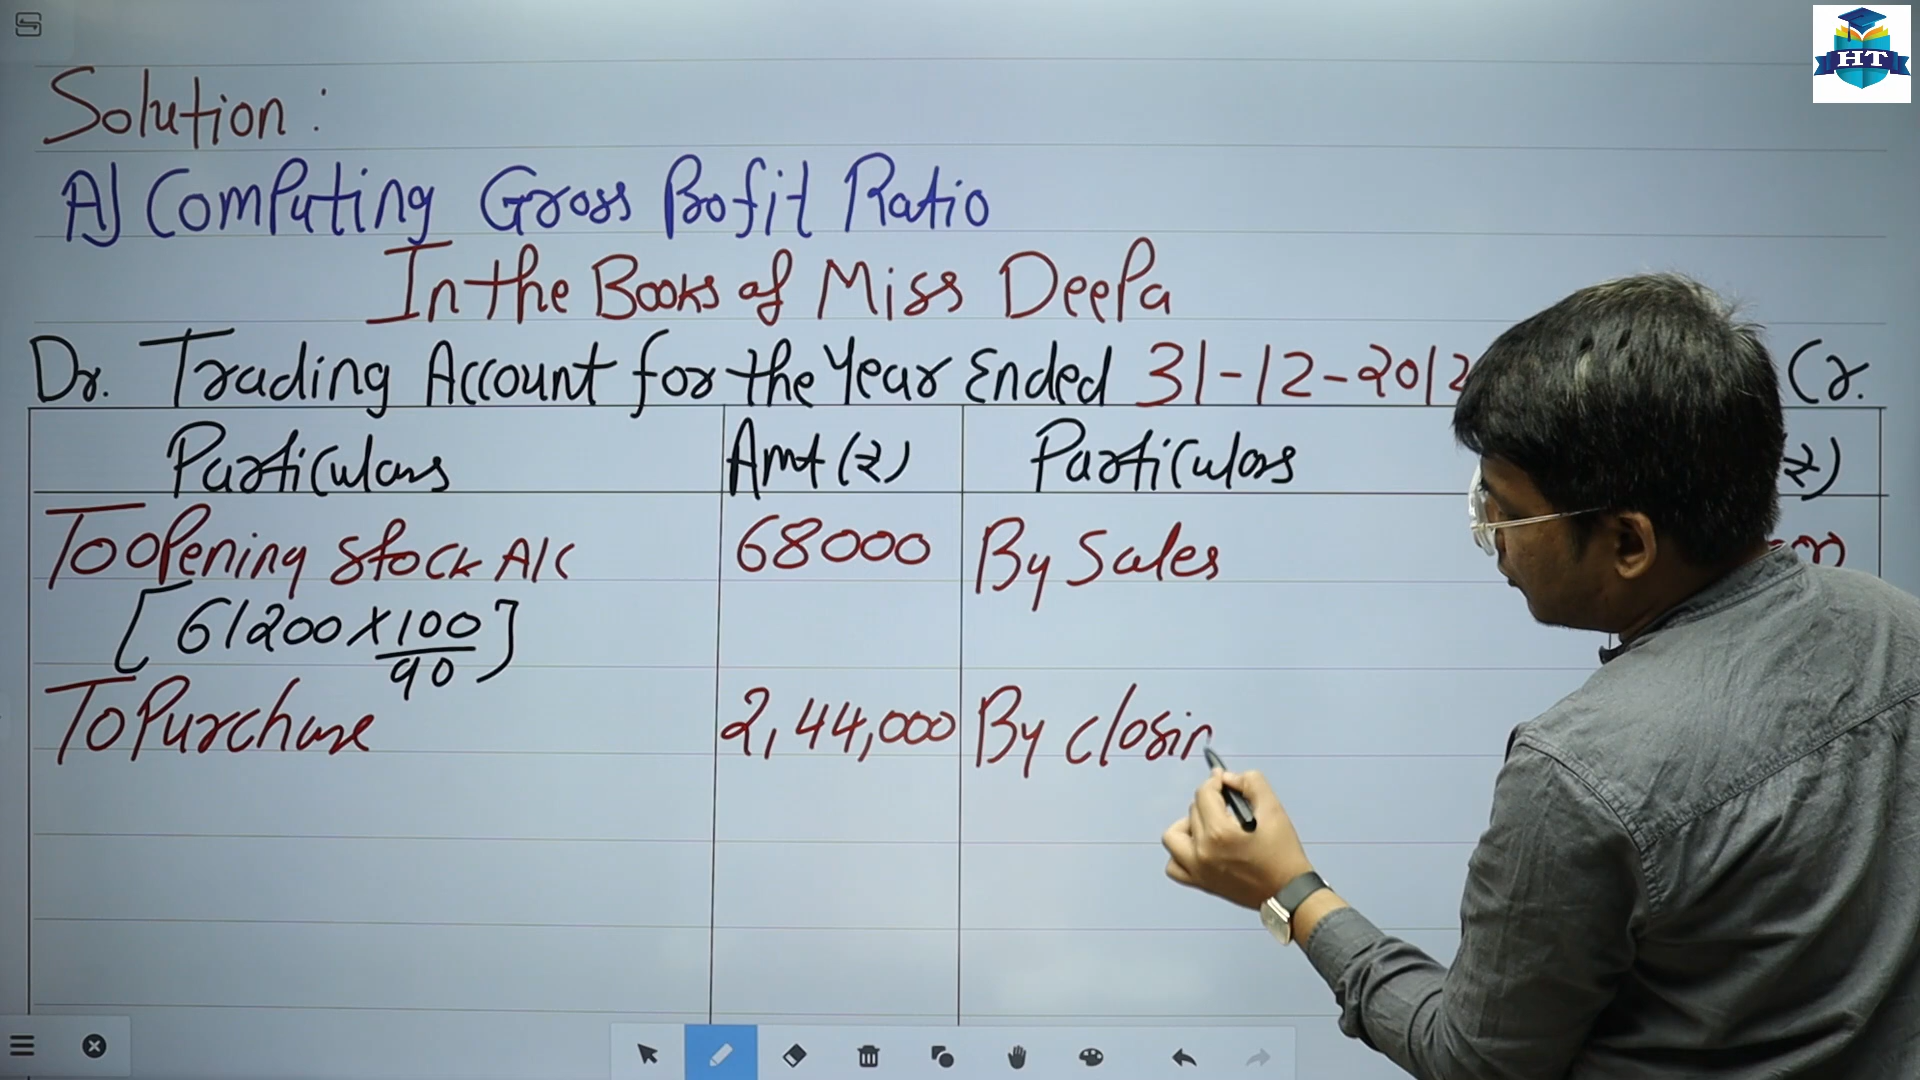 HT
Solution :
A) Computing Gross Profit Ratio
In the Books of Miss Deepa
Dr. Trading Account for the Year Ended 31-12-2012 Cr.
Particulars Amt (₹) Particulars ₹)
To Opening Stock A/C 68000 By Sales
[61200 × 100/90]
To Purchase 2,44,000 By closin